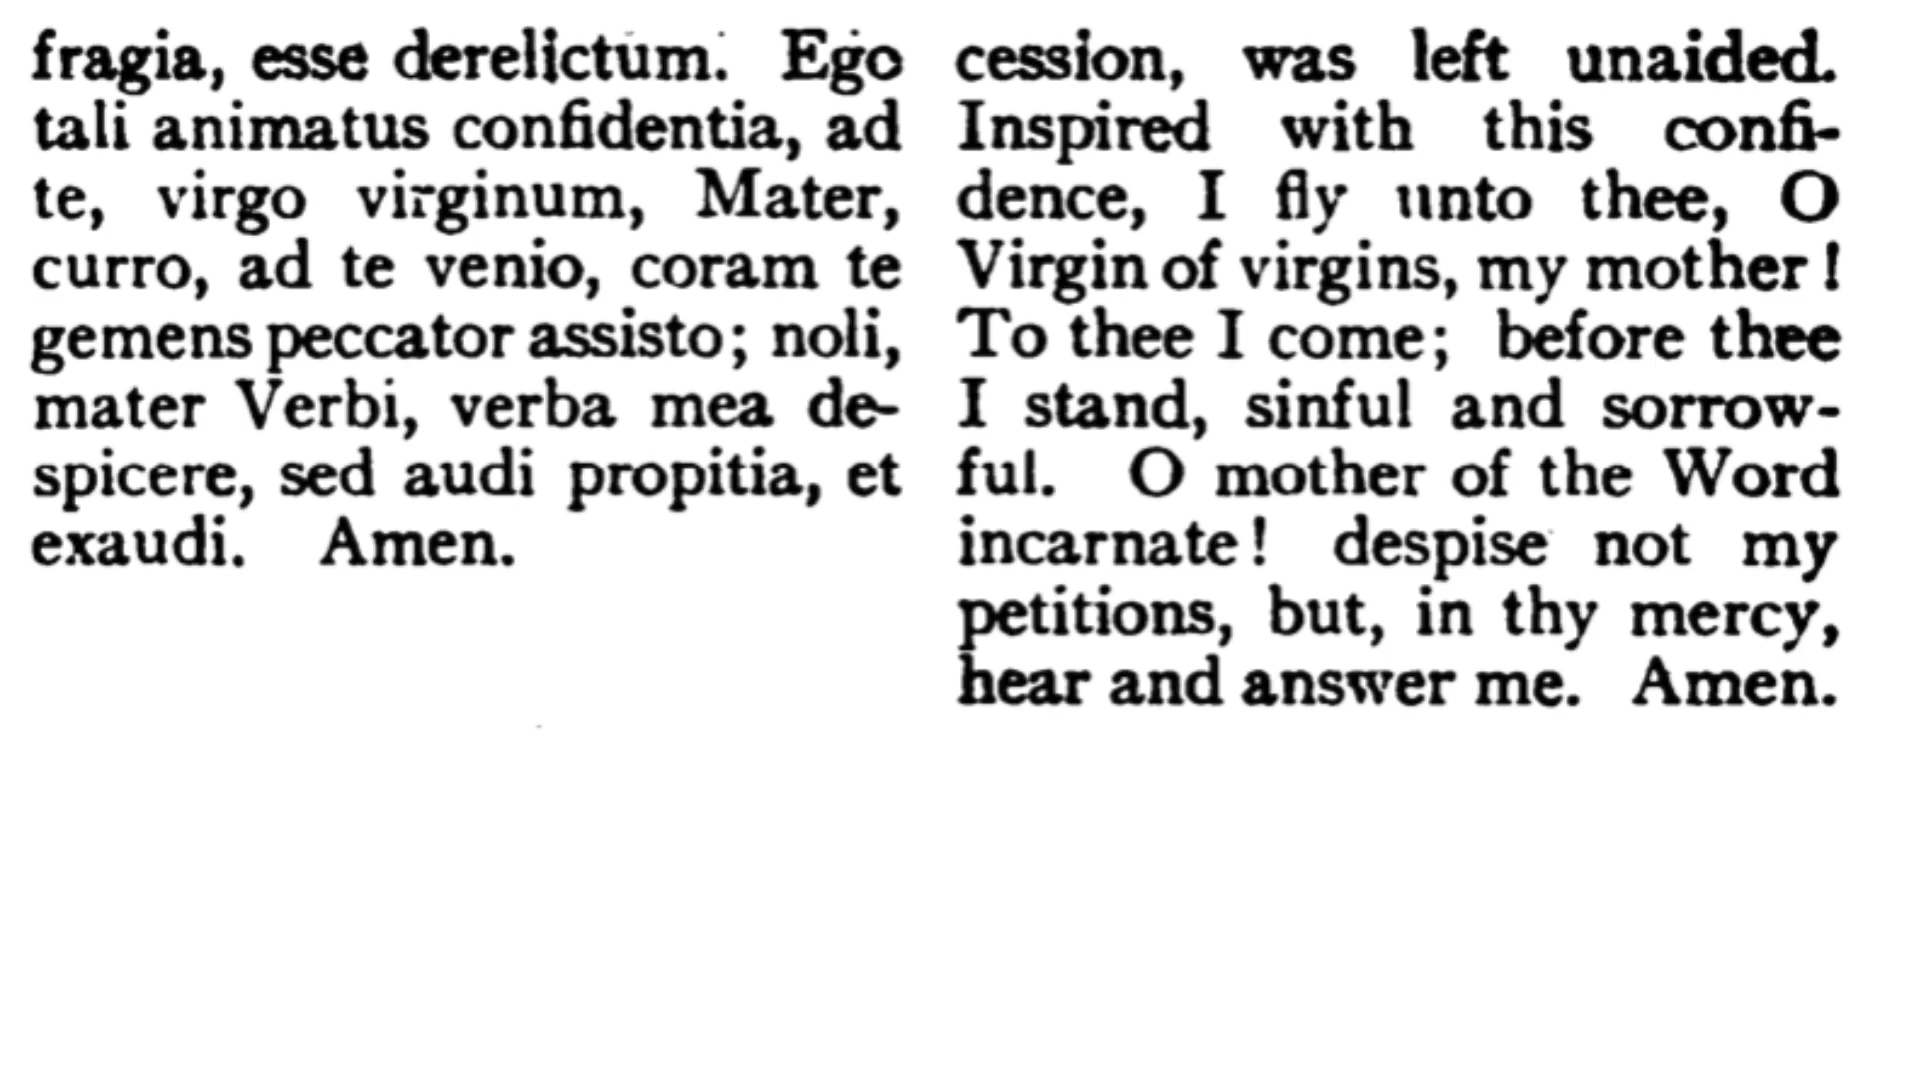 fragia, esse derelictum. Ego
tali animatus confidentia, ad
te, virgo virginum, Mater,
curro, ad te venio, coram te
gemens peccator assisto; noli,
mater Verbi, verba mea de-
spicere, sed audi propitia, et
exaudi. Amen.
cession, was left unaided.
Inspired with this confi-
dence, I fly unto thee, O
Virgin of virgins, my mother!
To thee I come; before thee
I stand, sinful and sorrow-
ful. O mother of the Word
incarnate! despise not my
petitions, but, in thy mercy,
hear and answer me. Amen.